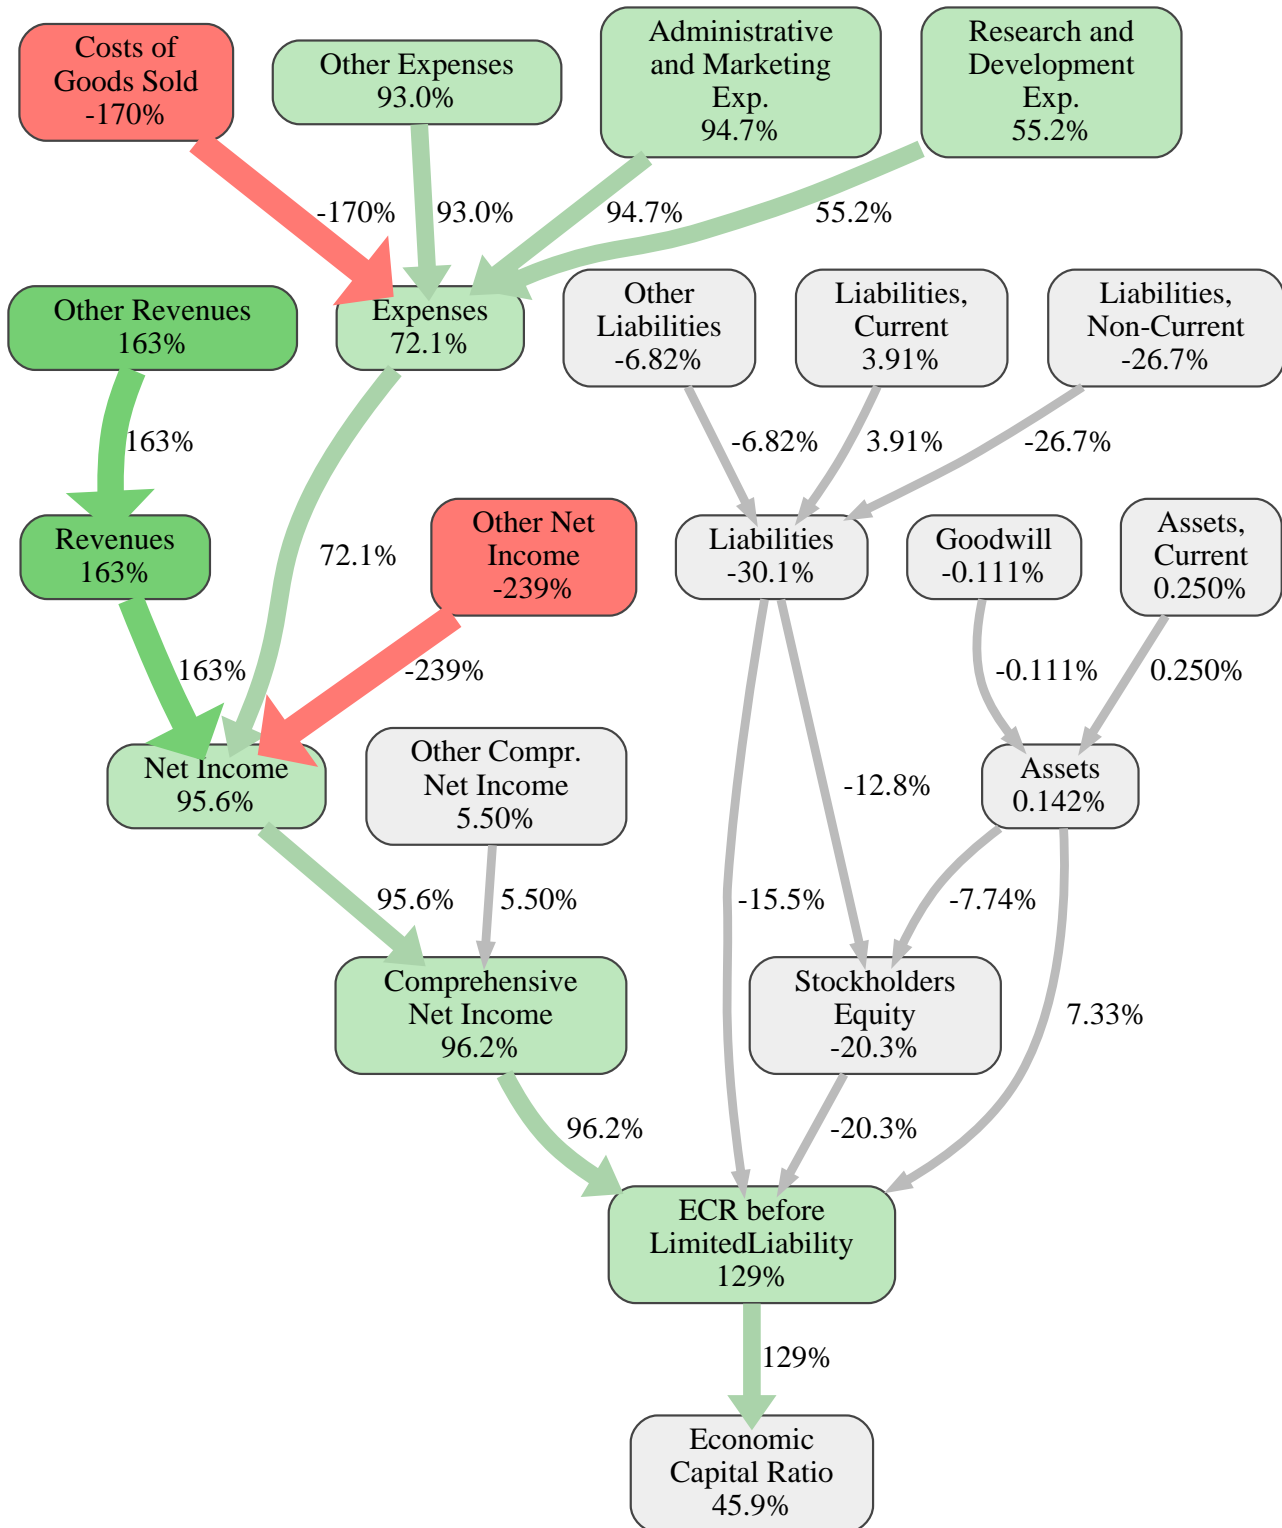 Costs of
Goods Sold
-170%
Other Expenses
93.0%
Administrative
and Marketing
Exp.
94.7%
Research and
Development
Exp.
55.2%
-170%
93.0%
94.7%
55.2%
Other Revenues
163%
Expenses
72.1%
Other
Liabilities
-6.82%
Liabilities,
Current
3.91%
Liabilities,
Non-Current
-26.7%
163%
-6.82%
3.91%
-26.7%
Revenues
163%
72.1%
Other Net
Income
-239%
Liabilities
-30.1%
Goodwill
-0.111%
Assets,
Current
0.250%
163%
-239%
-0.111%
0.250%
Net Income
95.6%
Other Compr.
Net Income
5.50%
-12.8%
Assets
0.142%
95.6%
5.50%
-15.5%
-7.74%
Comprehensive
Net Income
96.2%
Stockholders
Equity
-20.3%
7.33%
96.2%
-20.3%
ECR before
LimitedLiability
129%
129%
Economic
Capital Ratio
45.9%